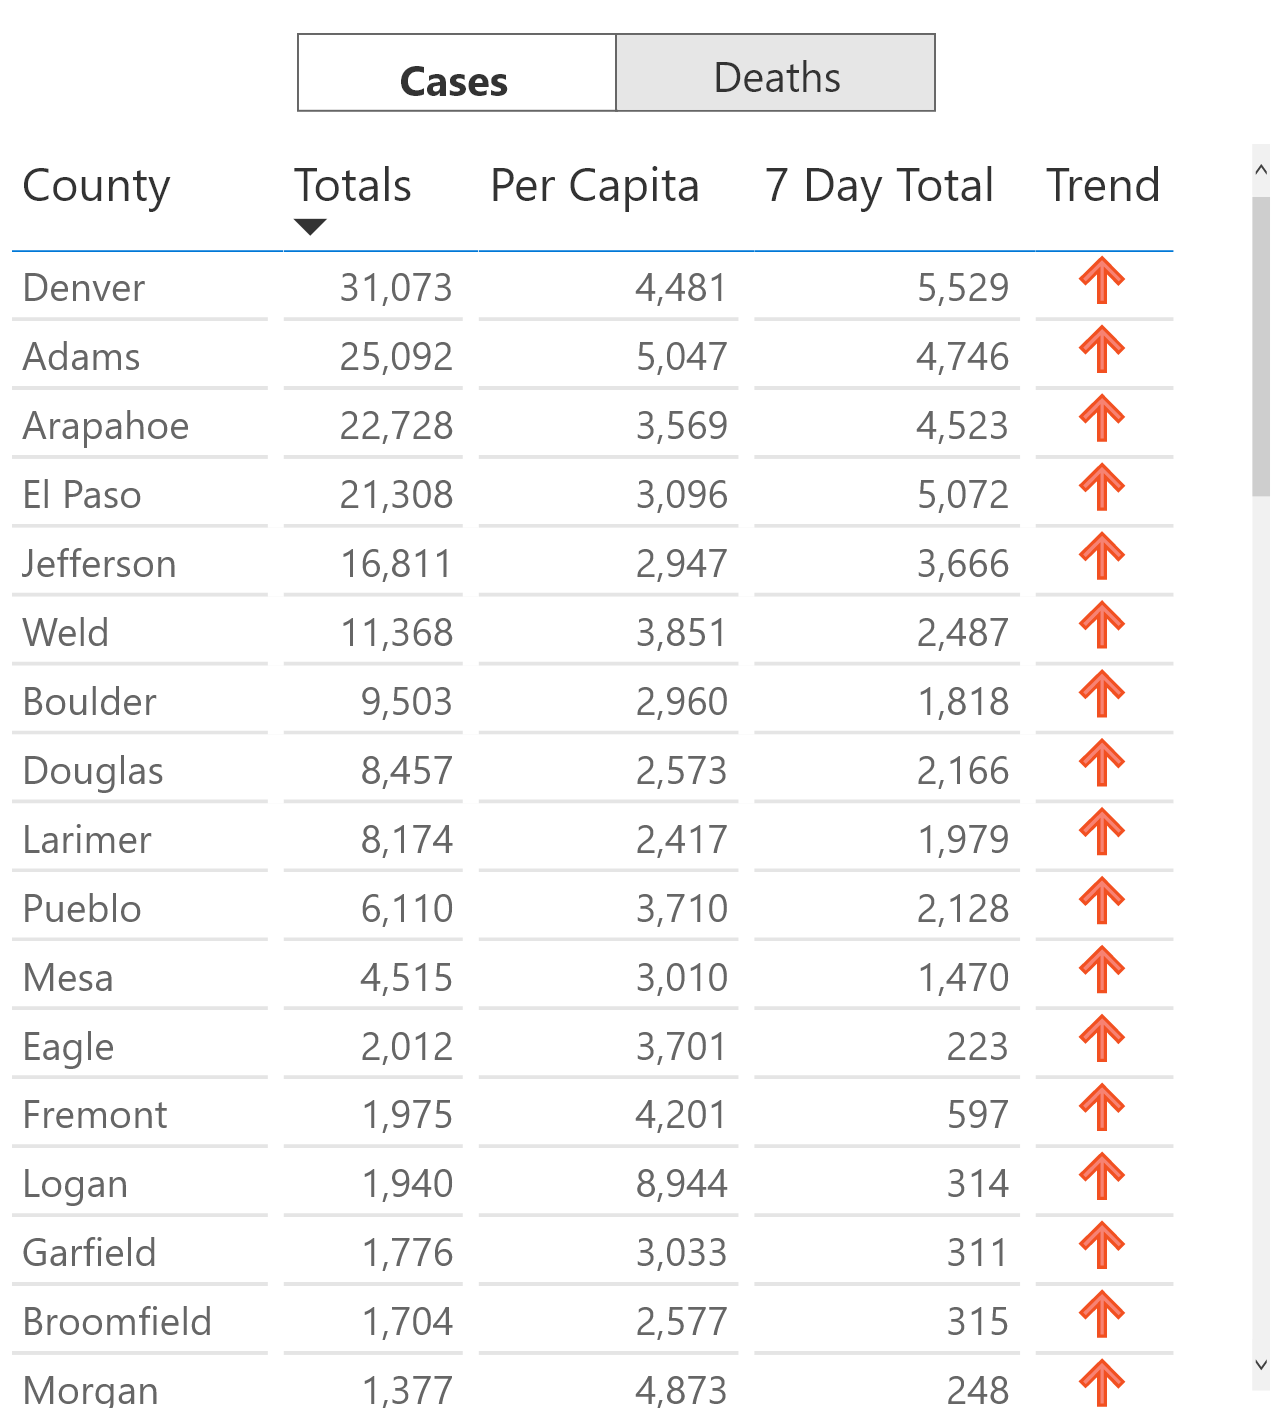 Cases Deaths
County Totals Per Capita 7 Day Total Trend
Denver 31,073 4,481 5,529
Adams 25,092 5,047 4,746
Arapahoe 22,728 3,569 4,523
El Paso 21,308 3,096 5,072
Jefferson 16,811 2,947 3,666
Weld 11,368 3,851 2,487
Boulder 9,503 2,960 1,818
Douglas 8,457 2,573 2,166
Larimer 8,174 2,417 1,979
Pueblo 6,110 3,710 2,128
Mesa 4,515 3,010 1,470
Eagle 2,012 3,701 223
Fremont 1,975 4,201 597
Logan 1,940 8,944 314
Garfield 1,776 3,033 311
Broomfield 1,704 2,577 315
Morgan 1,377 4,873 248